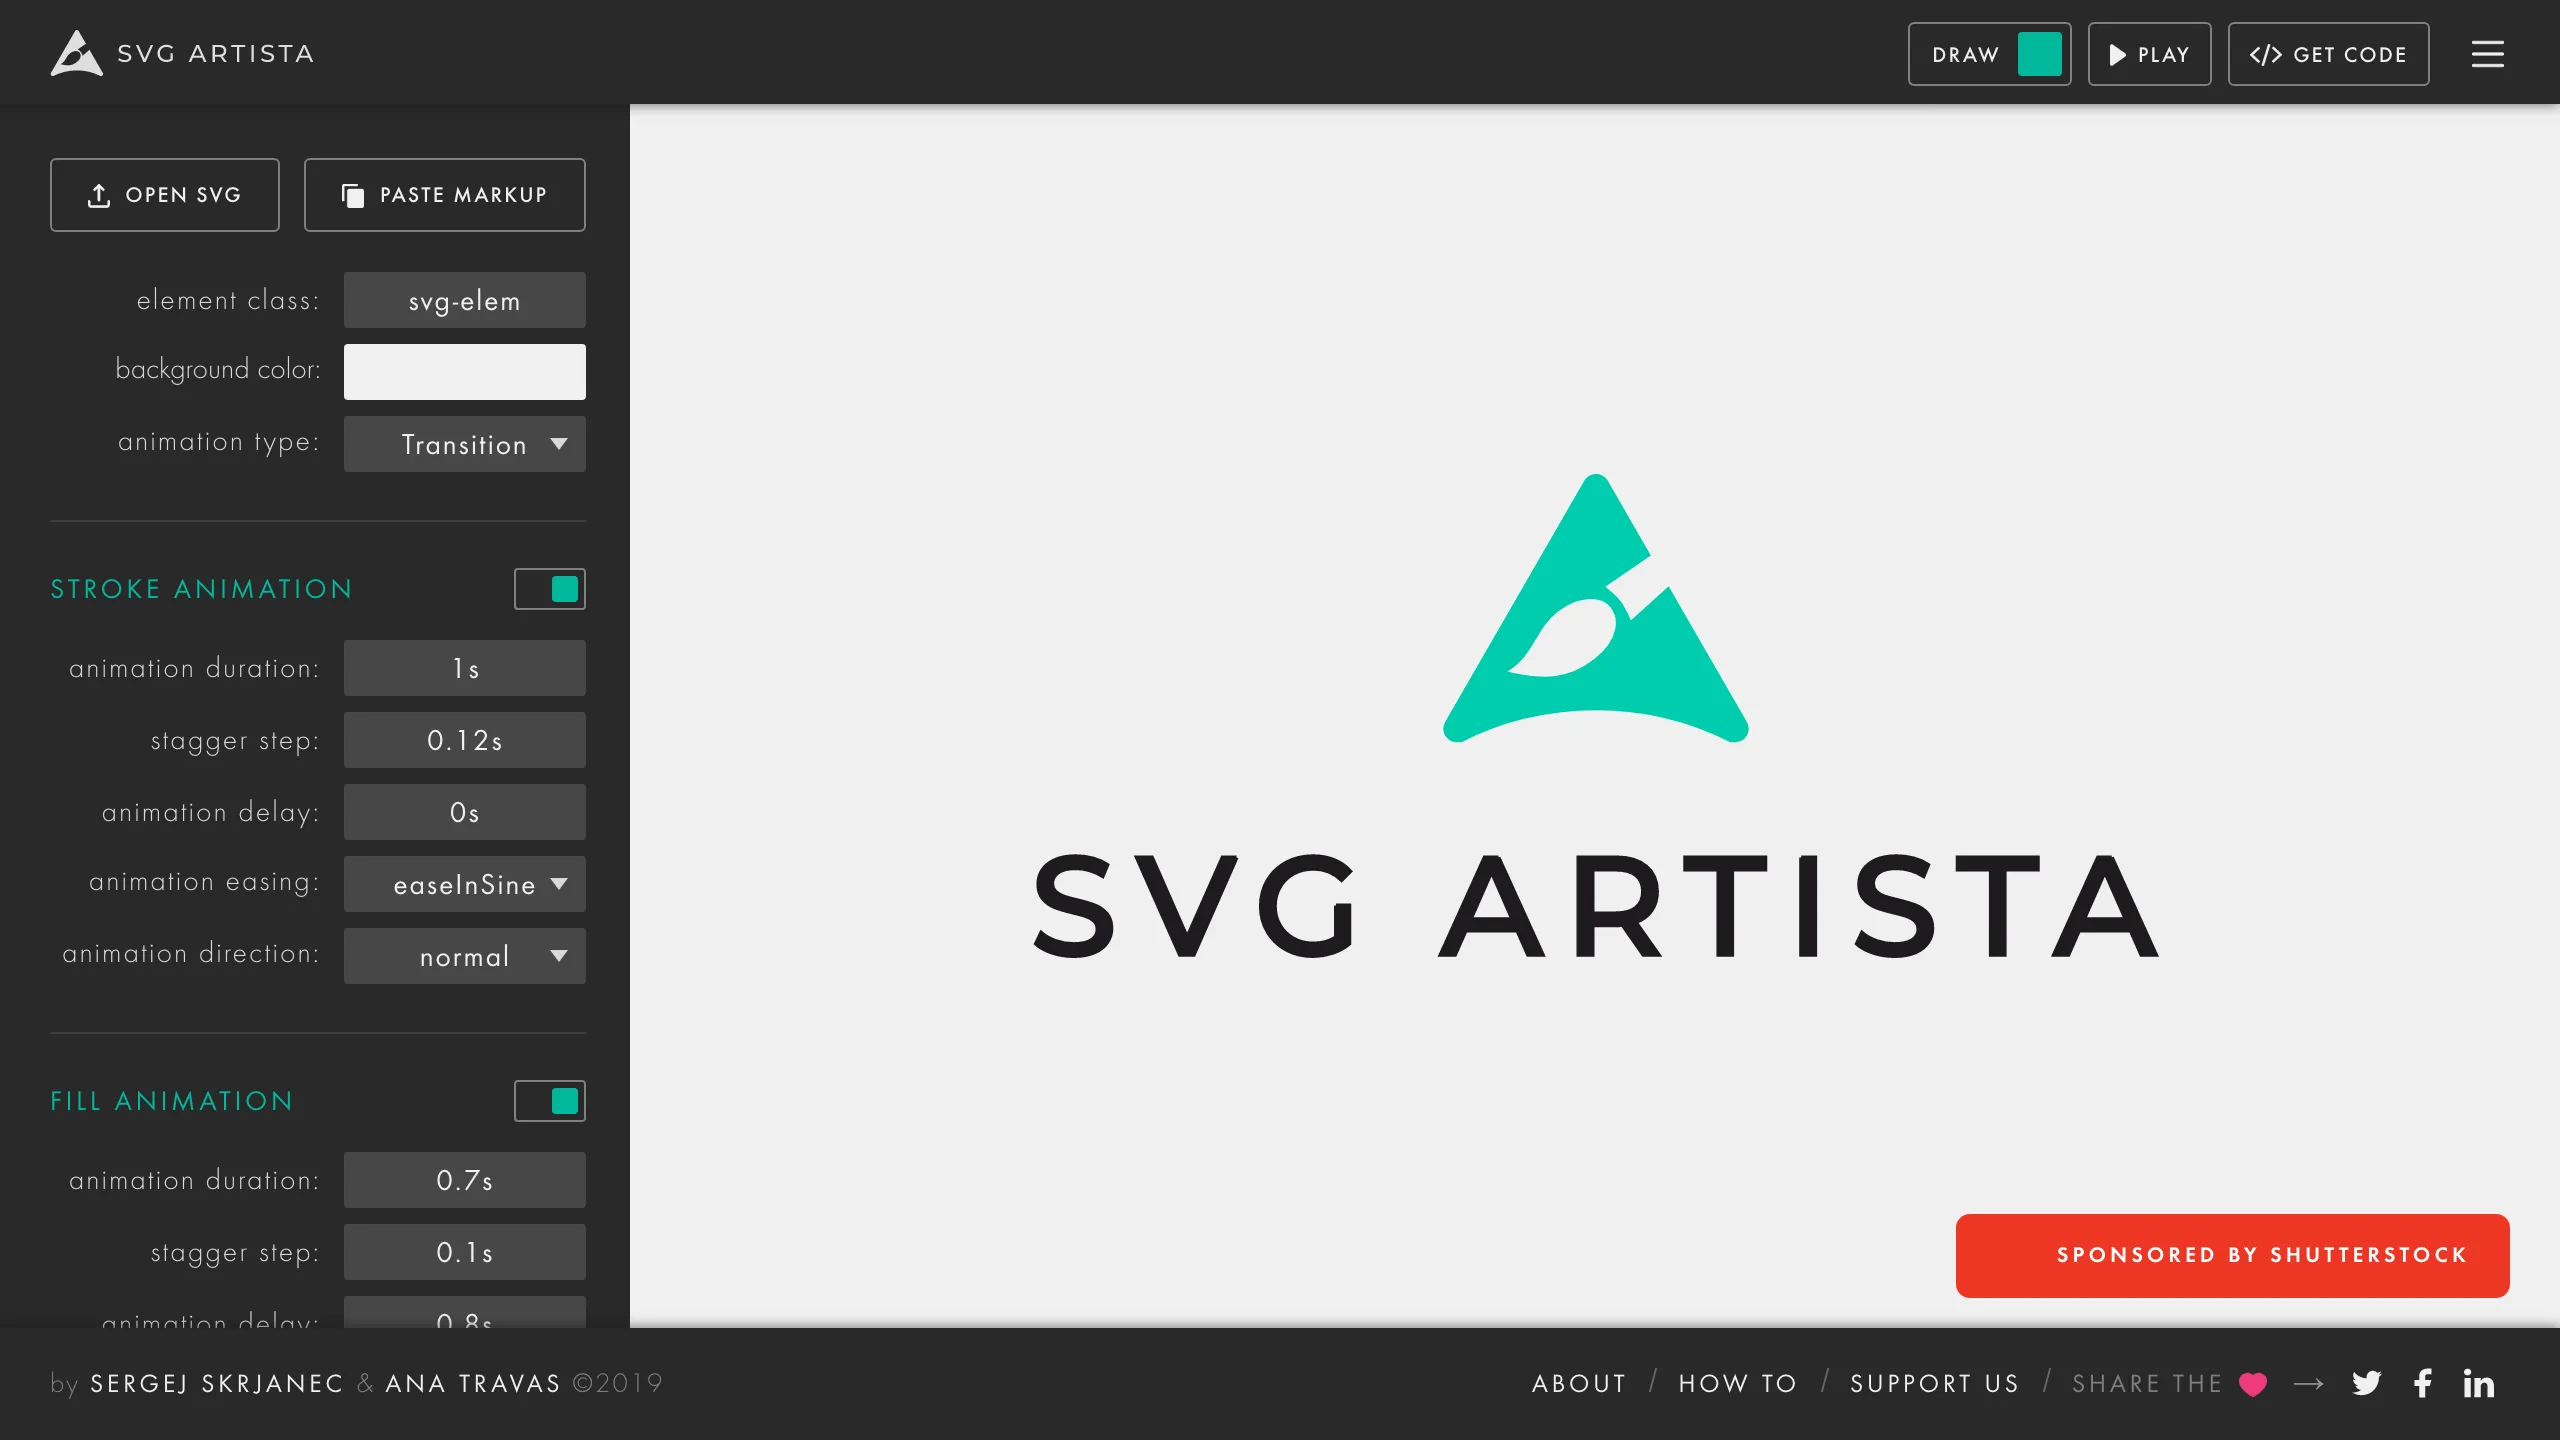 SVG ARTISTA
DRAW
PLAY
</> GET CODE
OPEN SVG
PASTE MARKUP
element class: svg-elem
background color:
animation type: Transition
STROKE ANIMATION
animation duration: 1s
stagger step: 0.12s
animation delay: 0s
animation easing: easeInSine
animation direction: normal
FILL ANIMATION
animation duration: 0.7s
stagger step: 0.1s
animation delay: 0.8s
SVG ARTISTA
SPONSORED BY SHUTTERSTOCK
by SERGEJ SKRJANEC & ANA TRAVAS ©2019
ABOUT / HOW TO / SUPPORT US / SHARE THE